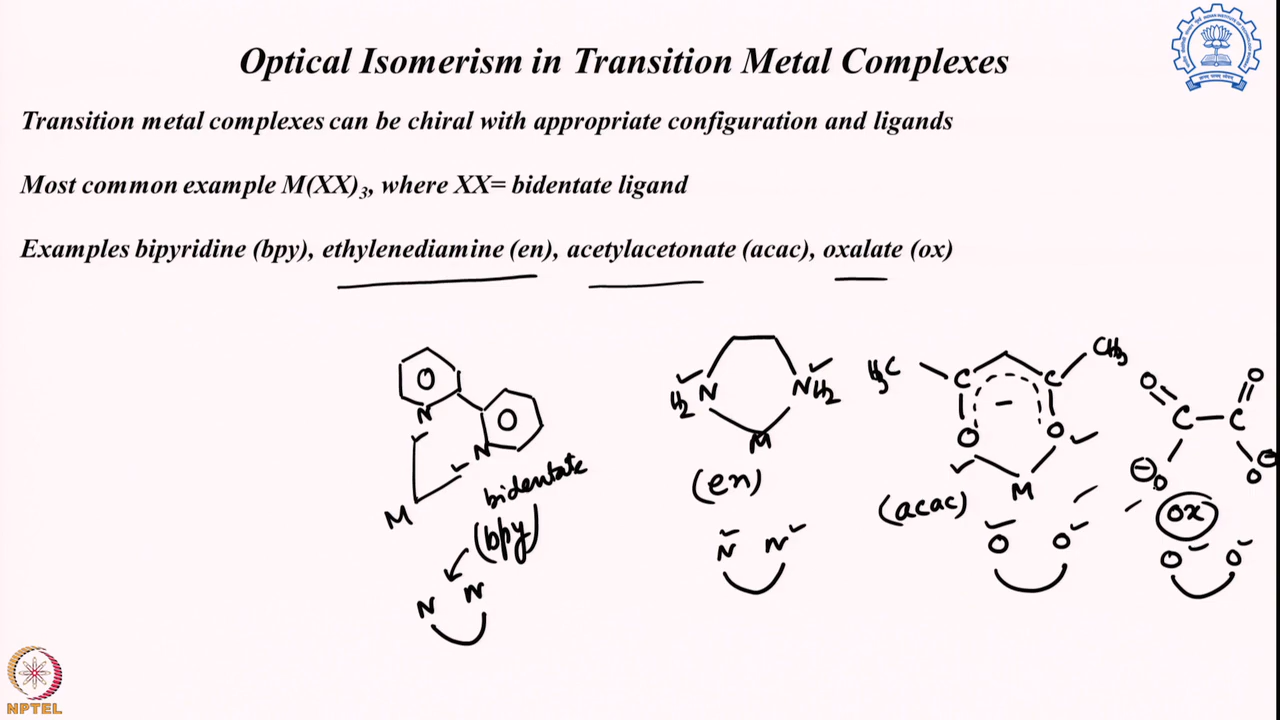 Optical Isomerism in Transition Metal Complexes
Transition metal complexes can be chiral with appropriate configuration and ligands
Most common example M(XX)₃, where XX= bidentate ligand
Examples bipyridine (bpy), ethylenediamine (en), acetylacetonate (acac), oxalate (ox)
N
N
M
bidentate
(bpy)
N N
H₂N NH₂
M
(en)
N N
H₃C C C CH₃
O O
M
(acac)
O O⁻
O O
C C
O O
ox
O⁻ O⁻
NPTEL